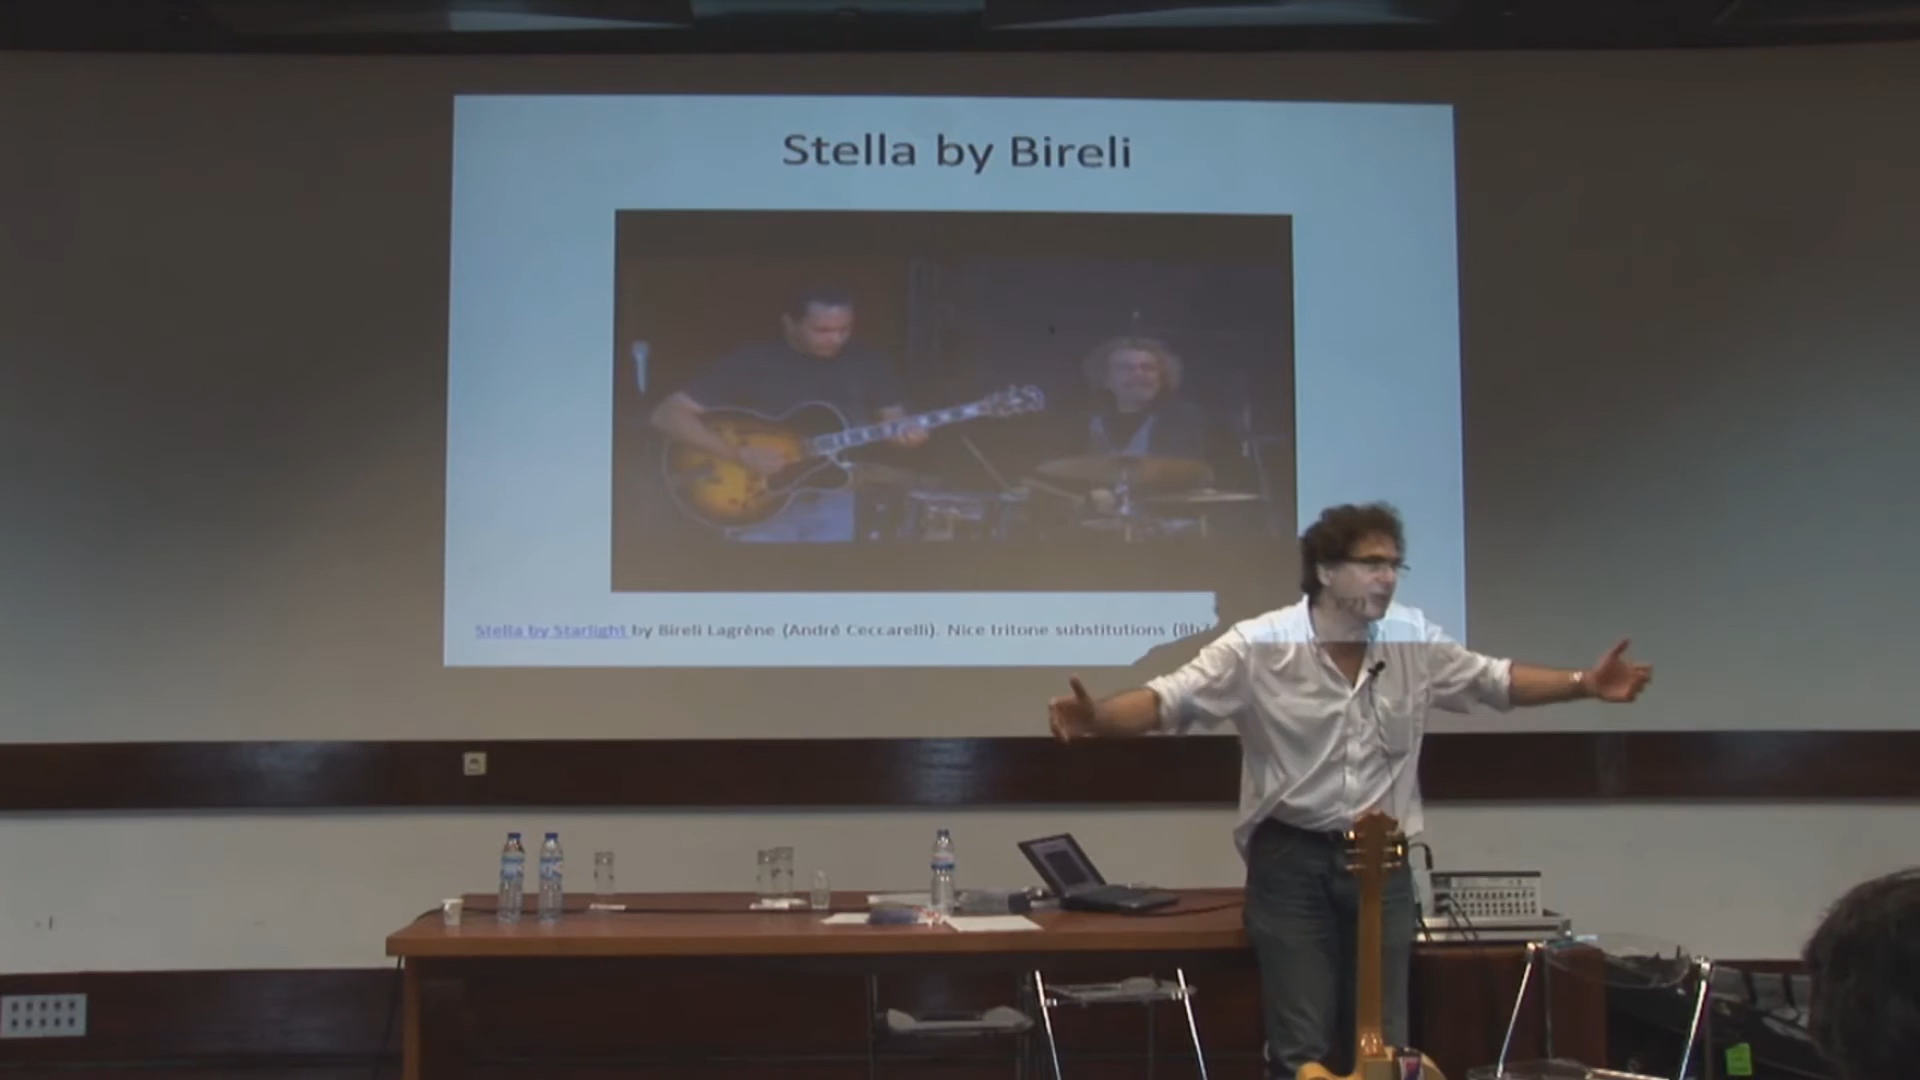 Stella by Bireli
Stella by Starlight by Bireli Lagrène (André Ceccarelli). Nice tritone substitutions